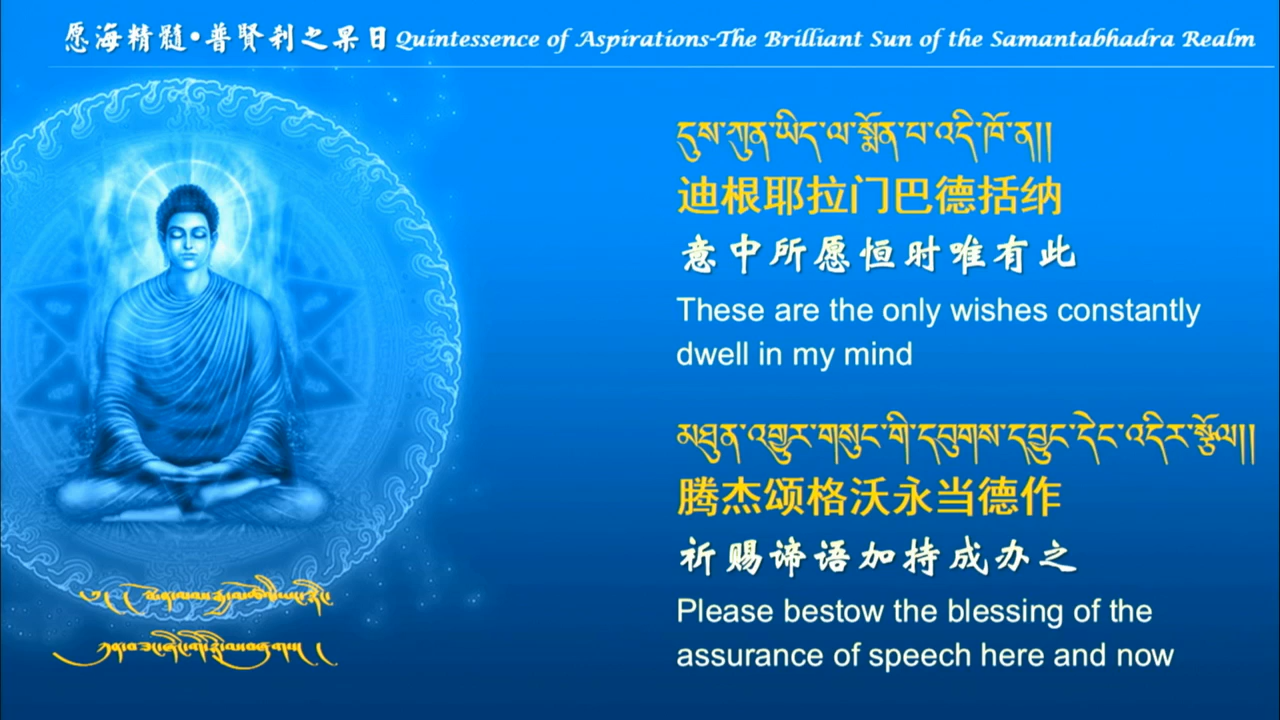 愿海精髓•普賢刹之杲日 Quintessence of Aspirations-The Brilliant Sun of the Samantabhadra Realm
དུས་ཀུན་ཡིད་ལ་སྨོན་པ་འདི་ཁོ་ན།།
迪根耶拉门巴德括纳
意中所愿恒时唯有此
These are the only wishes constantly
dwell in my mind
མཐུན་འགྱུར་གསུང་གི་དབུགས་དབྱུང་དེང་འདིར་སྩོལ།།
腾杰颂格沃永当德作
祈赐谛语加持成办之
Please bestow the blessing of the
assurance of speech here and now